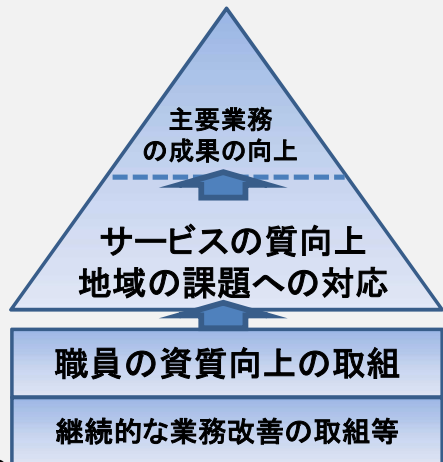 主要業務
の成果の向上
サービスの質向上
地域の課題への対応
職員の資質向上の取組
継続的な業務改善の取組等